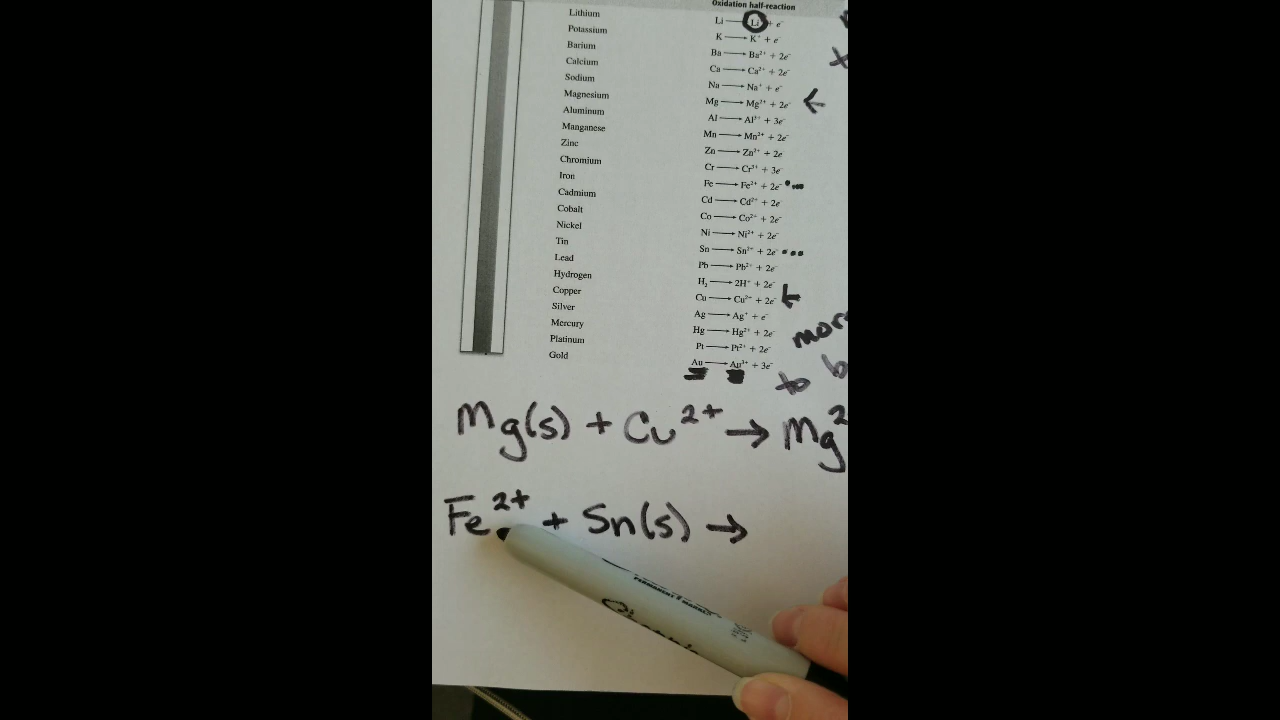 Oxidation half-reaction
Lithium Li → Li + e⁻
Potassium K → K⁺ + e⁻
Barium Ba → Ba²⁺ + 2e⁻
Calcium Ca → Ca²⁺ + 2e⁻
Sodium Na → Na⁺ + e⁻
Magnesium Mg → Mg²⁺ + 2e⁻ ←
Aluminum Al → Al³⁺ + 3e⁻
Manganese Mn → Mn²⁺ + 2e⁻
Zinc Zn → Zn²⁺ + 2e⁻
Chromium Cr → Cr³⁺ + 3e⁻
Iron Fe → Fe²⁺ + 2e⁻
Cadmium Cd → Cd²⁺ + 2e⁻
Cobalt Co → Co²⁺ + 2e⁻
Nickel Ni → Ni²⁺ + 2e⁻
Tin Sn → Sn²⁺ + 2e⁻
Lead Pb → Pb²⁺ + 2e⁻
Hydrogen H₂ → 2H⁺ + 2e⁻
Copper Cu → Cu²⁺ + 2e⁻ ←
Silver Ag → Ag⁺ + e⁻
Mercury Hg → Hg²⁺ + 2e⁻
Platinum Pt → Pt²⁺ + 2e⁻
Gold Au → Au³⁺ + 3e⁻
more
to b
Mg(s) + Cu²⁺ → Mg²
Fe²⁺ + Sn(s) →